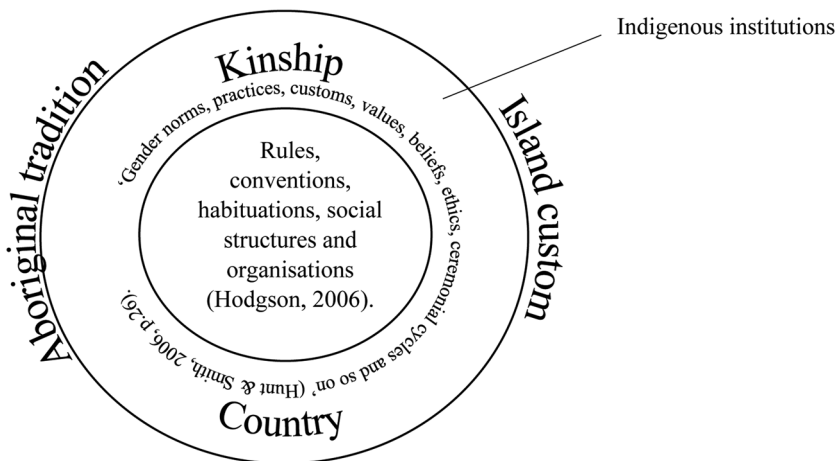 Indigenous institutions
Aboriginal tradition
Kinship
Island custom
‘Gender norms, practices, customs, values, beliefs, ethics, ceremonial cycles and so on’ (Hunt & Smith, 2006, p.26).
Rules,
conventions,
habituations, social
structures and
organisations
(Hodgson, 2006).
Country